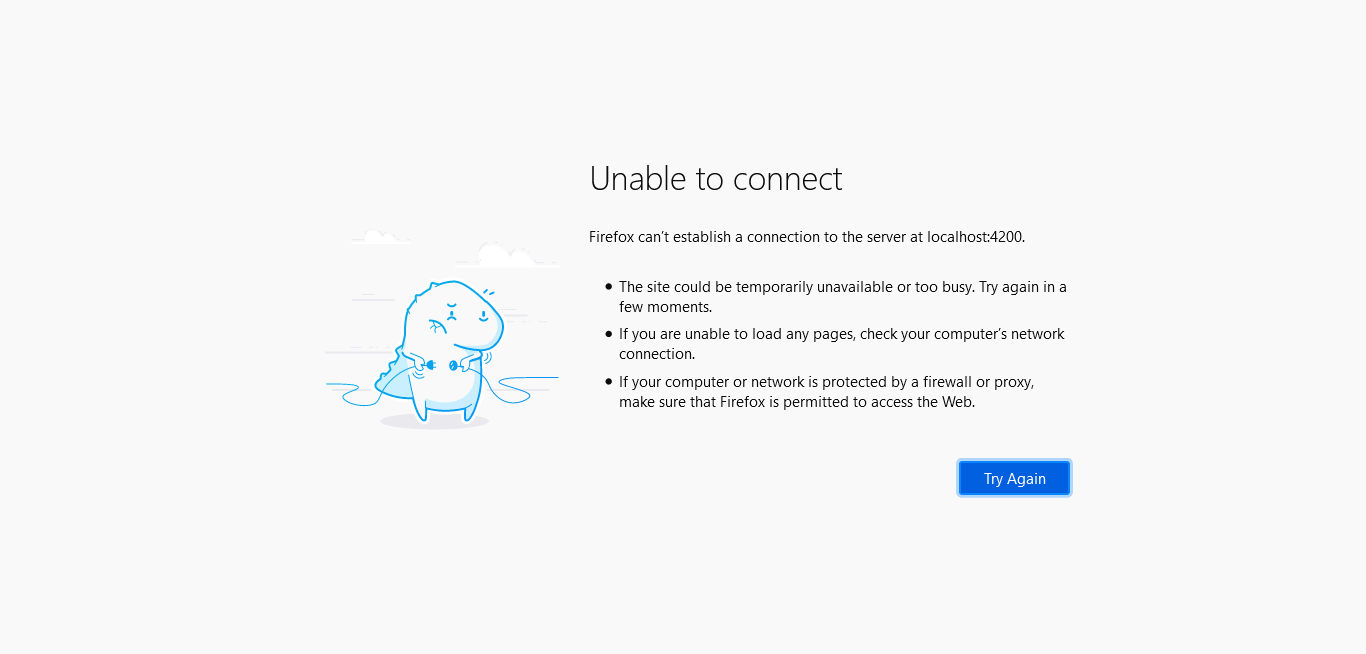 Unable to connect
Firefox can’t establish a connection to the server at localhost:4200.
The site could be temporarily unavailable or too busy. Try again in a
few moments.
If you are unable to load any pages, check your computer’s network
connection.
If your computer or network is protected by a firewall or proxy,
make sure that Firefox is permitted to access the Web.
Try Again